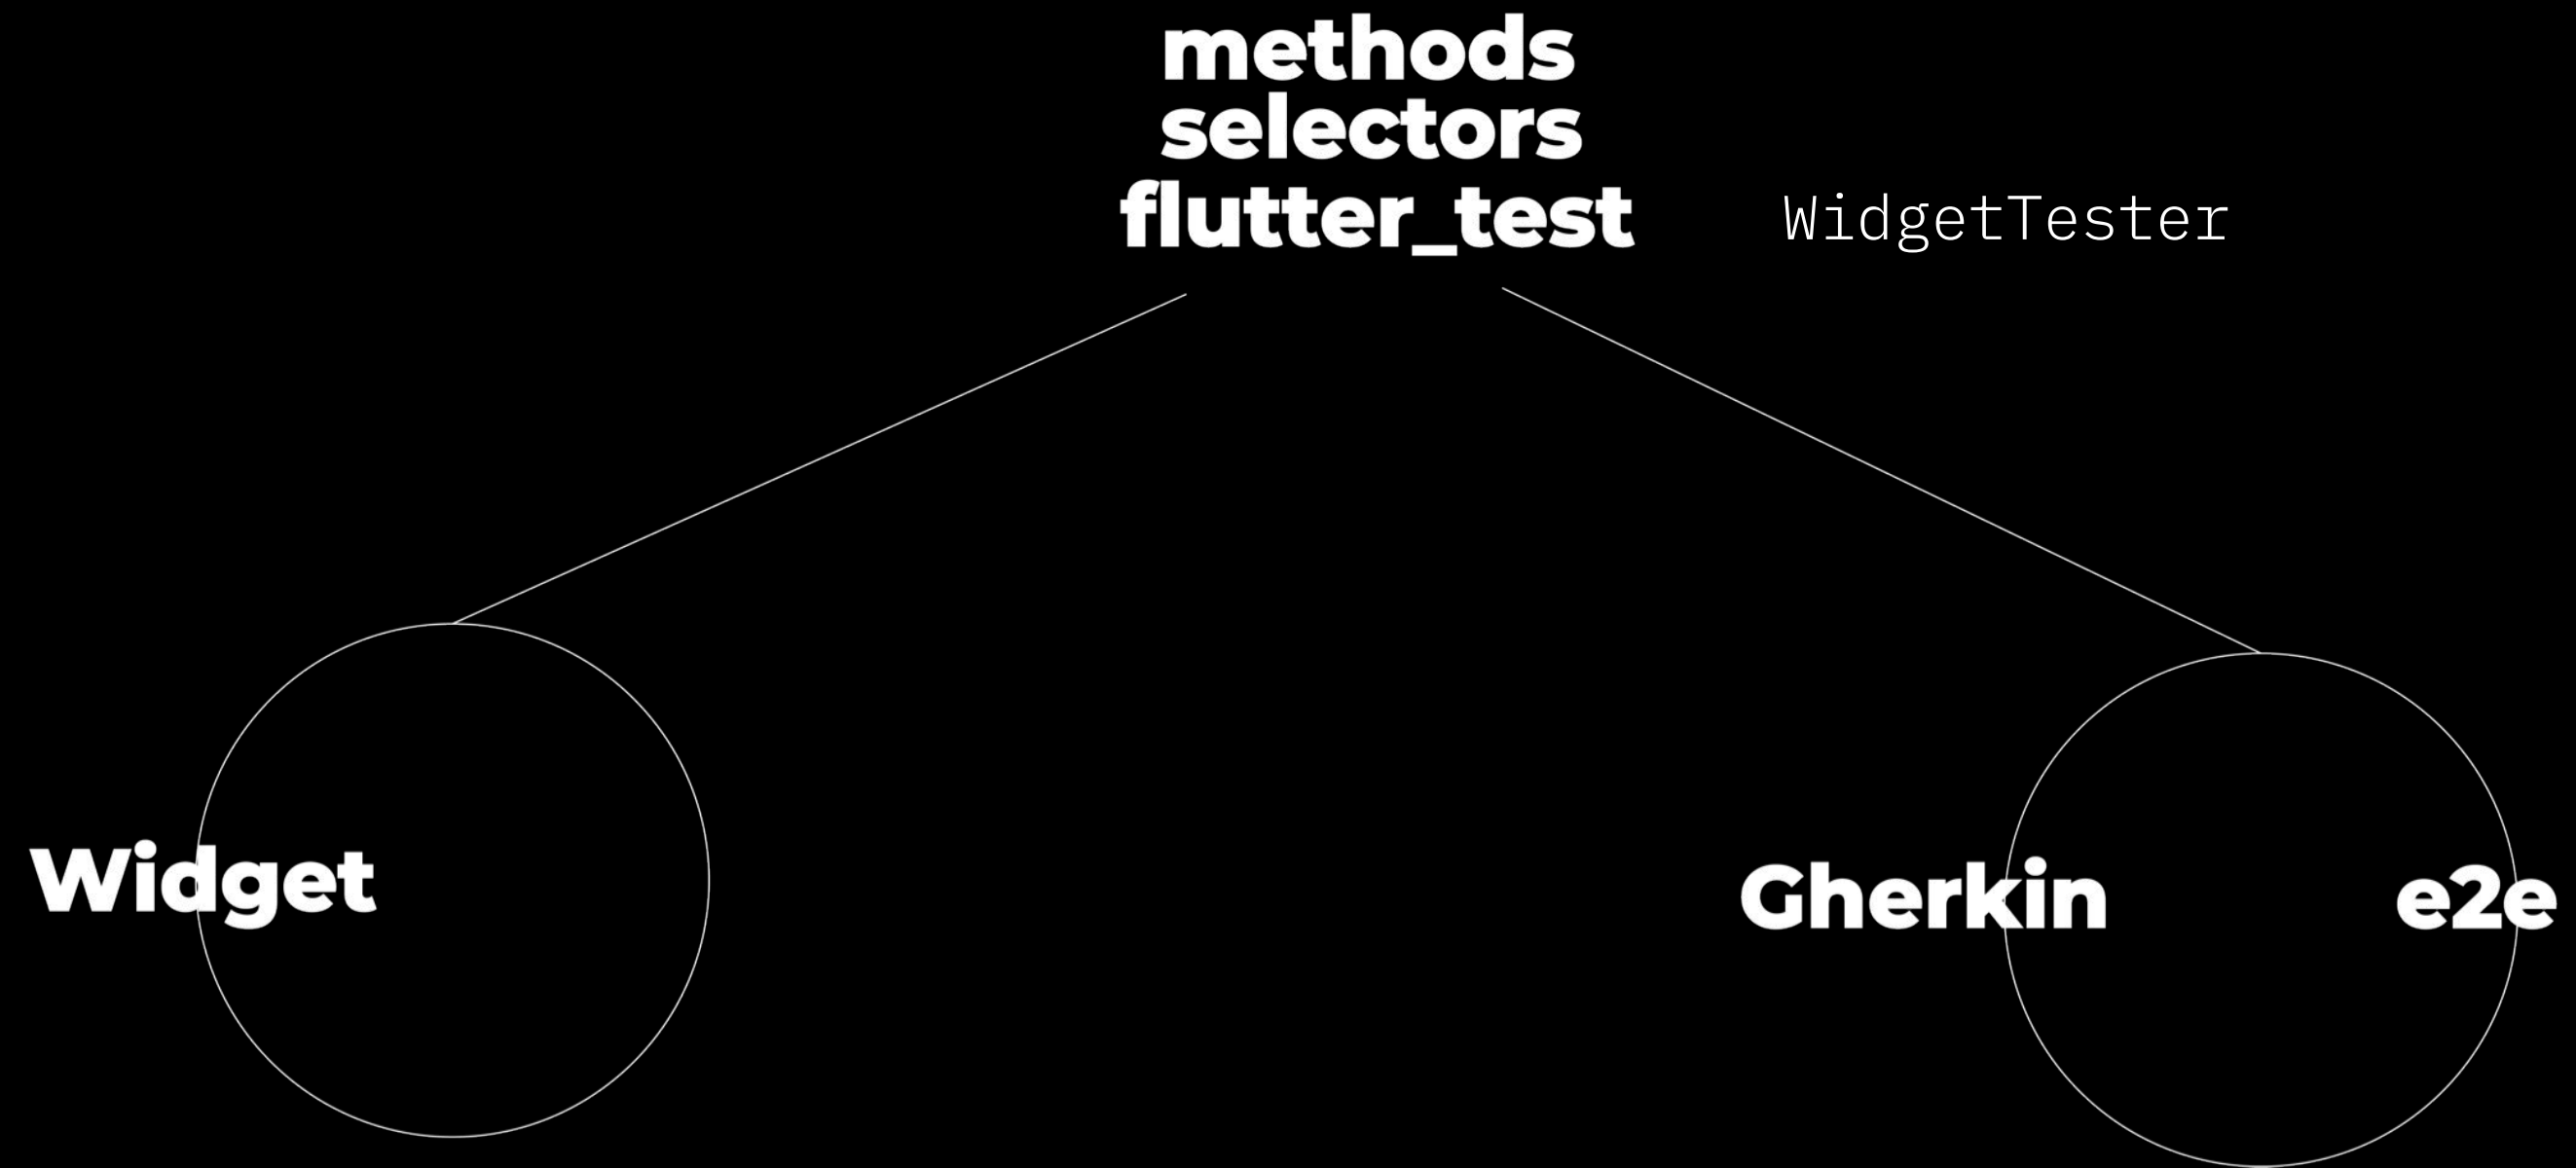 methods
selectors
flutter_test
WidgetTester
Widget
Gherkin
e2e